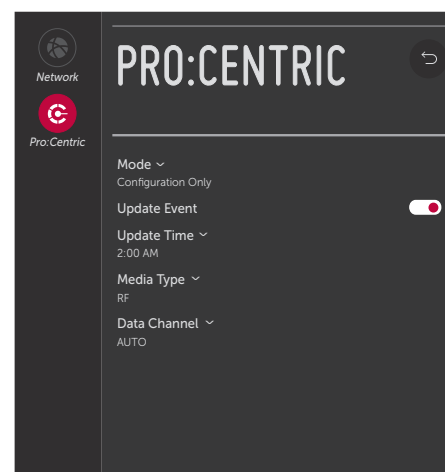 Network
Pro:Centric
PRO:CENTRIC
Mode
Configuration Only
Update Event
Update Time
2:00 AM
Media Type
RF
Data Channel
AUTO